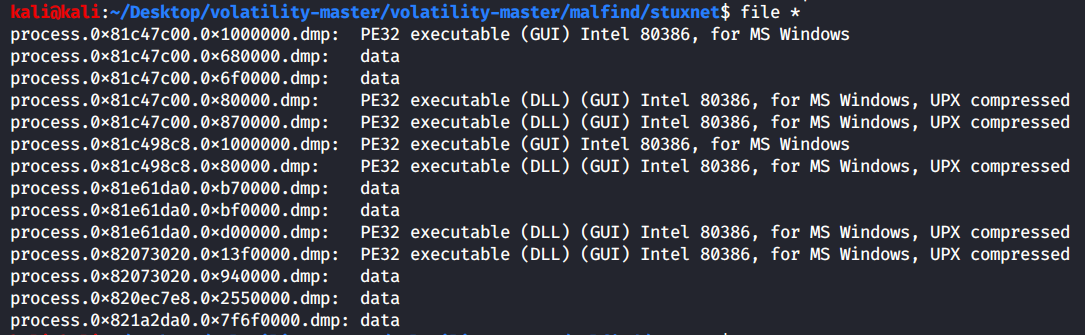 kali@kali:~/Desktop/volatility-master/volatility-master/malfind/stuxnet$ file *
process.0×81c47c00.0×1000000.dmp: PE32 executable (GUI) Intel 80386, for MS Windows
process.0×81c47c00.0×680000.dmp: data
process.0×81c47c00.0×6f0000.dmp: data
process.0×81c47c00.0×80000.dmp: PE32 executable (DLL) (GUI) Intel 80386, for MS Windows, UPX compressed
process.0×81c47c00.0×870000.dmp: PE32 executable (DLL) (GUI) Intel 80386, for MS Windows, UPX compressed
process.0×81c498c8.0×1000000.dmp: PE32 executable (GUI) Intel 80386, for MS Windows
process.0×81c498c8.0×80000.dmp: PE32 executable (DLL) (GUI) Intel 80386, for MS Windows, UPX compressed
process.0×81e61da0.0×b70000.dmp: data
process.0×81e61da0.0×bf0000.dmp: data
process.0×81e61da0.0×d00000.dmp: PE32 executable (DLL) (GUI) Intel 80386, for MS Windows, UPX compressed
process.0×82073020.0×13f0000.dmp: PE32 executable (DLL) (GUI) Intel 80386, for MS Windows, UPX compressed
process.0×82073020.0×940000.dmp: data
process.0×820ec7e8.0×2550000.dmp: data
process.0×821a2da0.0×7f6f0000.dmp: data